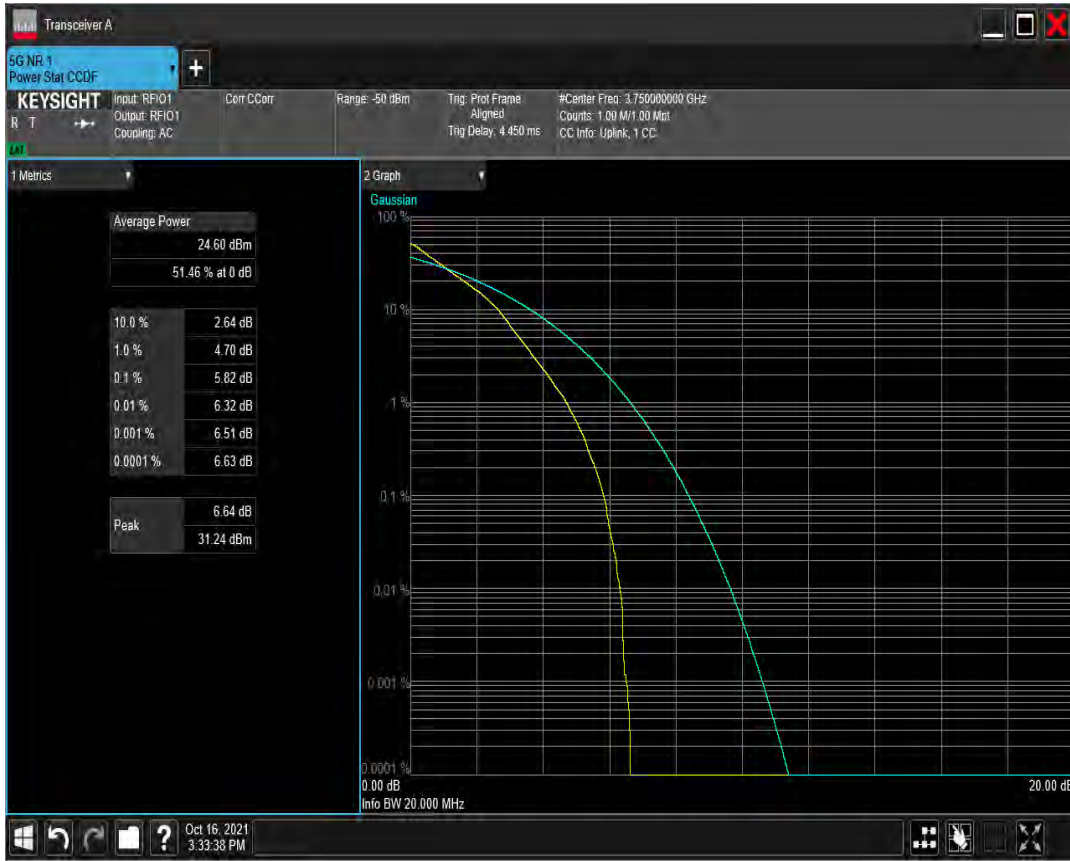 Transceiver A
5G NR 1
Power Stat CCDF
+
KEYSIGHT
R T
LXI
Input: RFIO1
Output: RFIO1
Coupling: AC
Corr CCorr
Range: -50 dBm
Trig: Prot Frame
Aligned
Trig Delay: 4.450 ms
#Center Freq: 3.750000000 GHz
Counts: 1.00 M/1.00 Mpt
CC Info: Uplink, 1 CC
1 Metrics
Average Power
24.60 dBm
51.46 % at 0 dB
10.0 % 2.64 dB
1.0 % 4.70 dB
0.1 % 5.82 dB
0.01 % 6.32 dB
0.001 % 6.51 dB
0.0001 % 6.63 dB
Peak
6.64 dB
31.24 dBm
2 Graph
Gaussian
100 %
10 %
1 %
0.1 %
0.01 %
0.001 %
0.0001 %
0.00 dB
20.00 dB
Info BW 20.000 MHz
?
Oct 16, 2021
3:33:38 PM